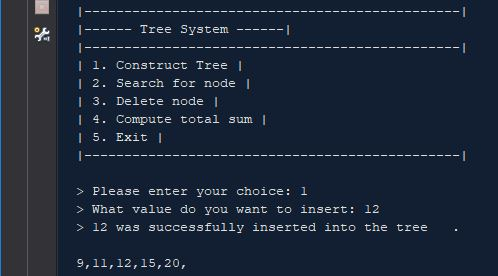 |------------------------------------------------|
|------ Tree System ------|
|------------------------------------------------|
| 1. Construct Tree |
| 2. Search for node |
| 3. Delete node |
| 4. Compute total sum |
| 5. Exit |
|------------------------------------------------|
> Please enter your choice: 1
> What value do you want to insert: 12
> 12 was successfully inserted into the tree   .
9,11,12,15,20,